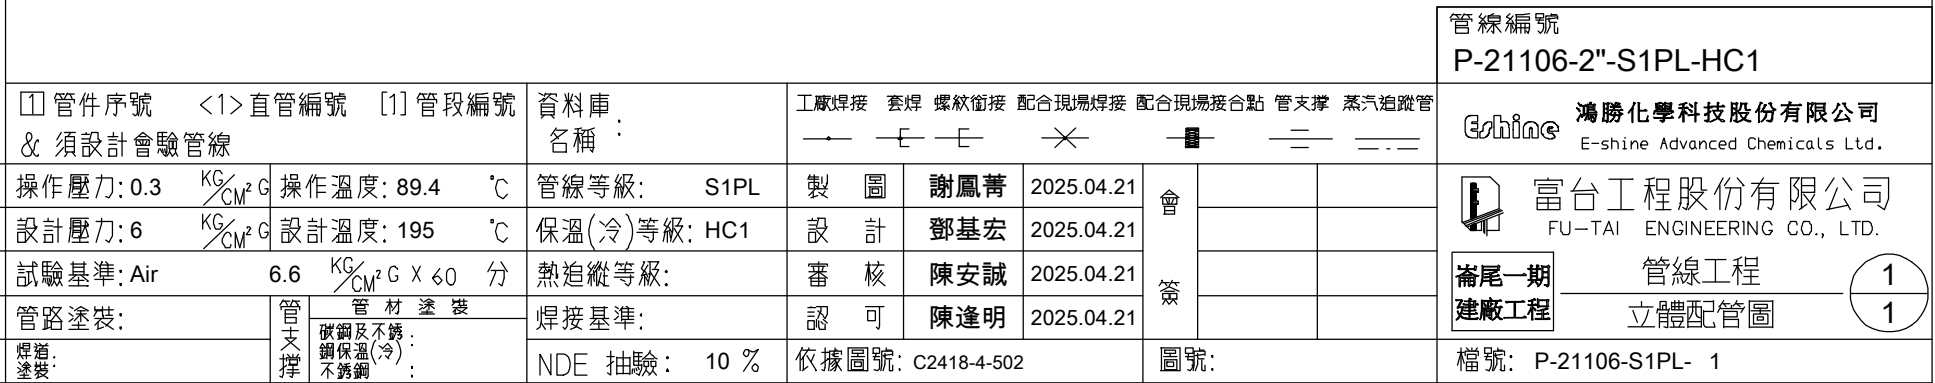 管線編號
P-21106-2"-S1PL-HC1
1 管件序號 <1>直管編號 [1]管段編號
& 須設計會驗管線
資料庫
名稱 :
工廠焊接 套焊 螺紋銜接 配合現場焊接 配合現場接合點 管支撐 蒸汽追蹤管
Eshine 鴻勝化學科技股份有限公司
E-shine Advanced Chemicals Ltd.
操作壓力: 0.3 KG/CM² G 操作溫度: 89.4 °C 管線等級: S1PL 製 圖 謝鳳菁 2025.04.21
設計壓力: 6 KG/CM² G 設計溫度: 195 °C 保溫(冷)等級: HC1 設 計 鄧基宏 2025.04.21
試驗基準: Air 6.6 KG/CM² G X 60 分 熱追縱等級: 審 核 陳安誠 2025.04.21
管路塗裝: 管支撐 管材塗裝 焊接基準: 認 可 陳逢明 2025.04.21
會簽
富台工程股份有限公司
FU-TAI ENGINEERING CO., LTD.
崙尾一期
建廠工程
管線工程
立體配管圖
1
1
焊道:
塗裝:
碳鋼及不銹 :
鋼保溫(冷)
不銹鋼 :
NDE 抽驗: 10 % 依據圖號: C2418-4-502 圖號: 檔號: P-21106-S1PL- 1